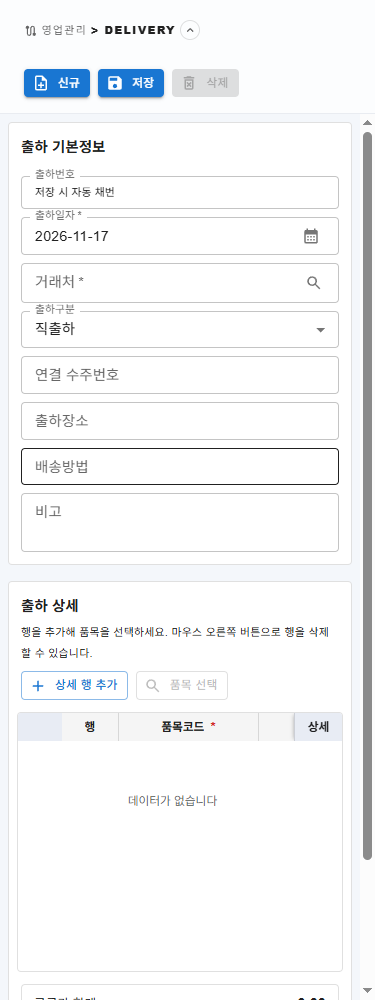 영업관리 > DELIVERY
신규 저장 삭제
출하 기본정보
출하번호
저장 시 자동 채번
출하일자 *
2026-11-17
거래처 *
출하구분
직출하
연결 수주번호
출하장소
배송방법
비고
출하 상세
행을 추가해 품목을 선택하세요. 마우스 오른쪽 버튼으로 행을 삭제
할 수 있습니다.
상세 행 추가 품목 선택
행 품목코드 * 상세
데이터가 없습니다